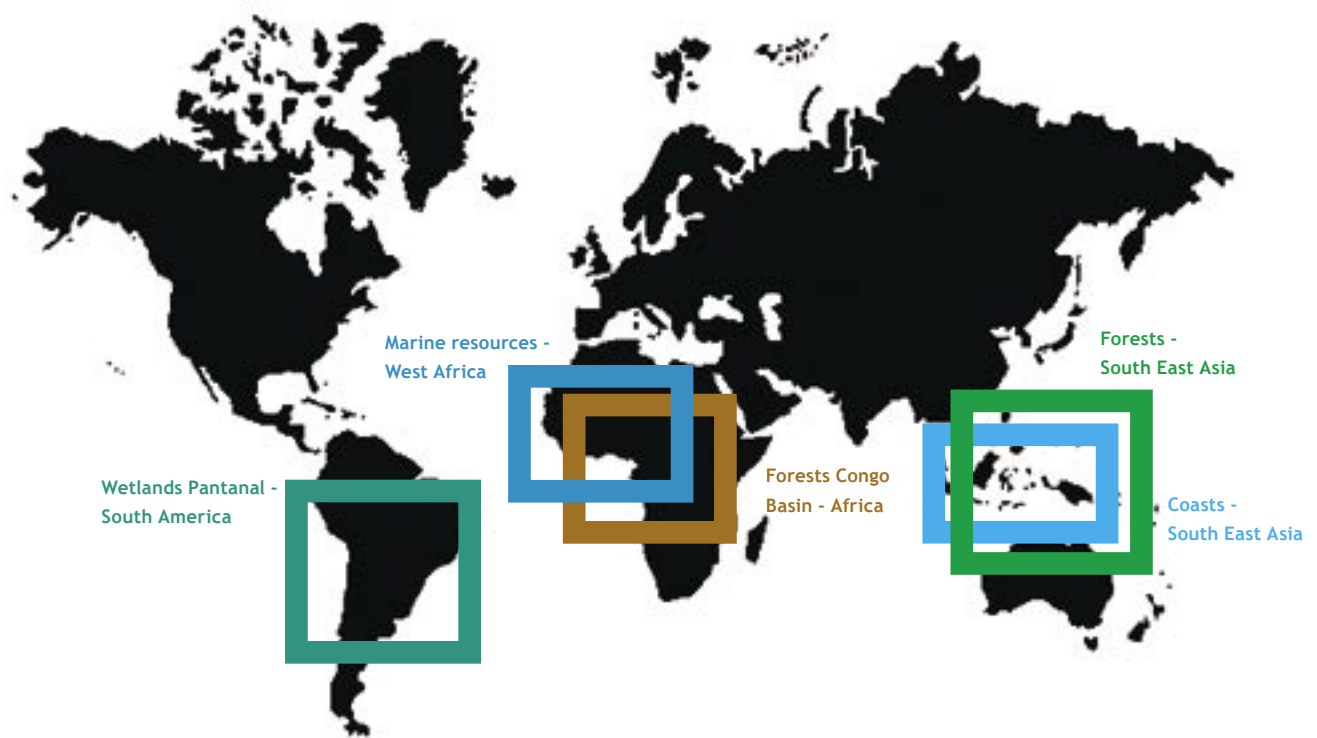 Marine resources -
West Africa
Forests -
South East Asia
Wetlands Pantanal -
South America
Forests Congo
Basin - Africa
Coasts -
South East Asia